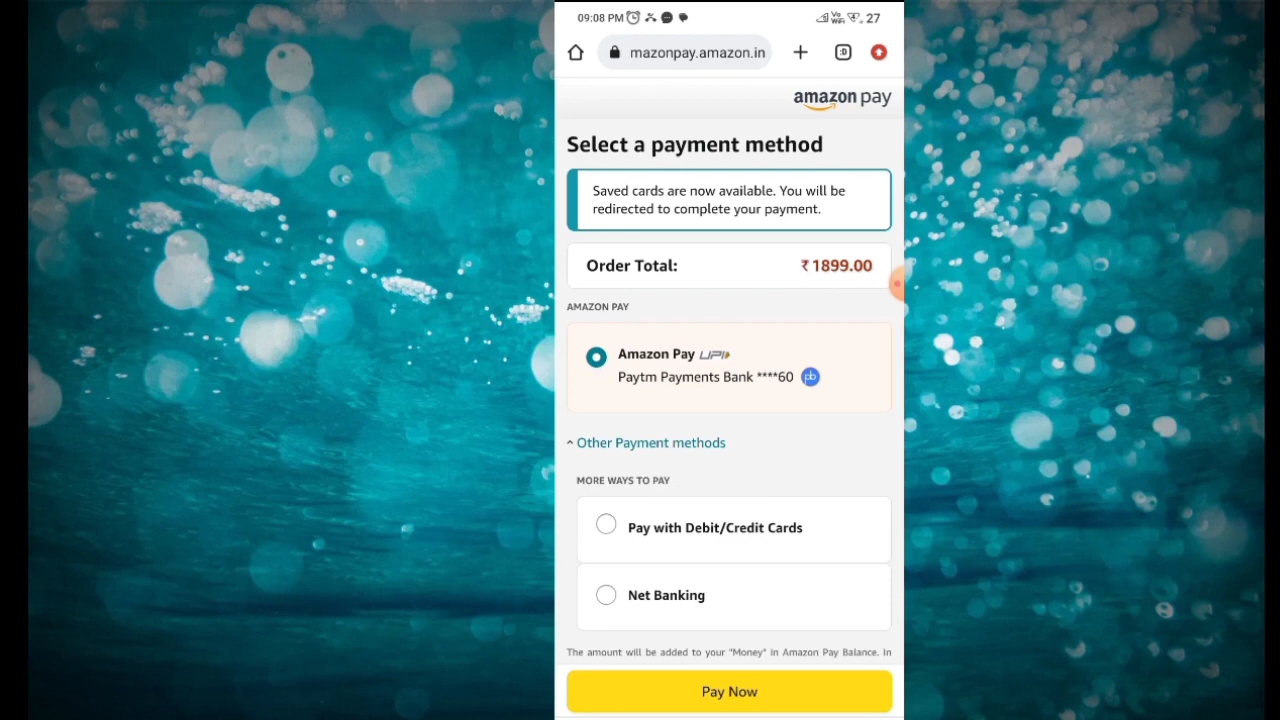 09:08 PM 27
mazonpay.amazon.in :D
amazon pay
Select a payment method
Saved cards are now available. You will be
redirected to complete your payment.
Order Total: ₹1899.00
AMAZON PAY
Amazon Pay UPI
Paytm Payments Bank ****60 pb
Other Payment methods
MORE WAYS TO PAY
Pay with Debit/Credit Cards
Net Banking
The amount will be added to your "Money" in Amazon Pay Balance. In
Pay Now